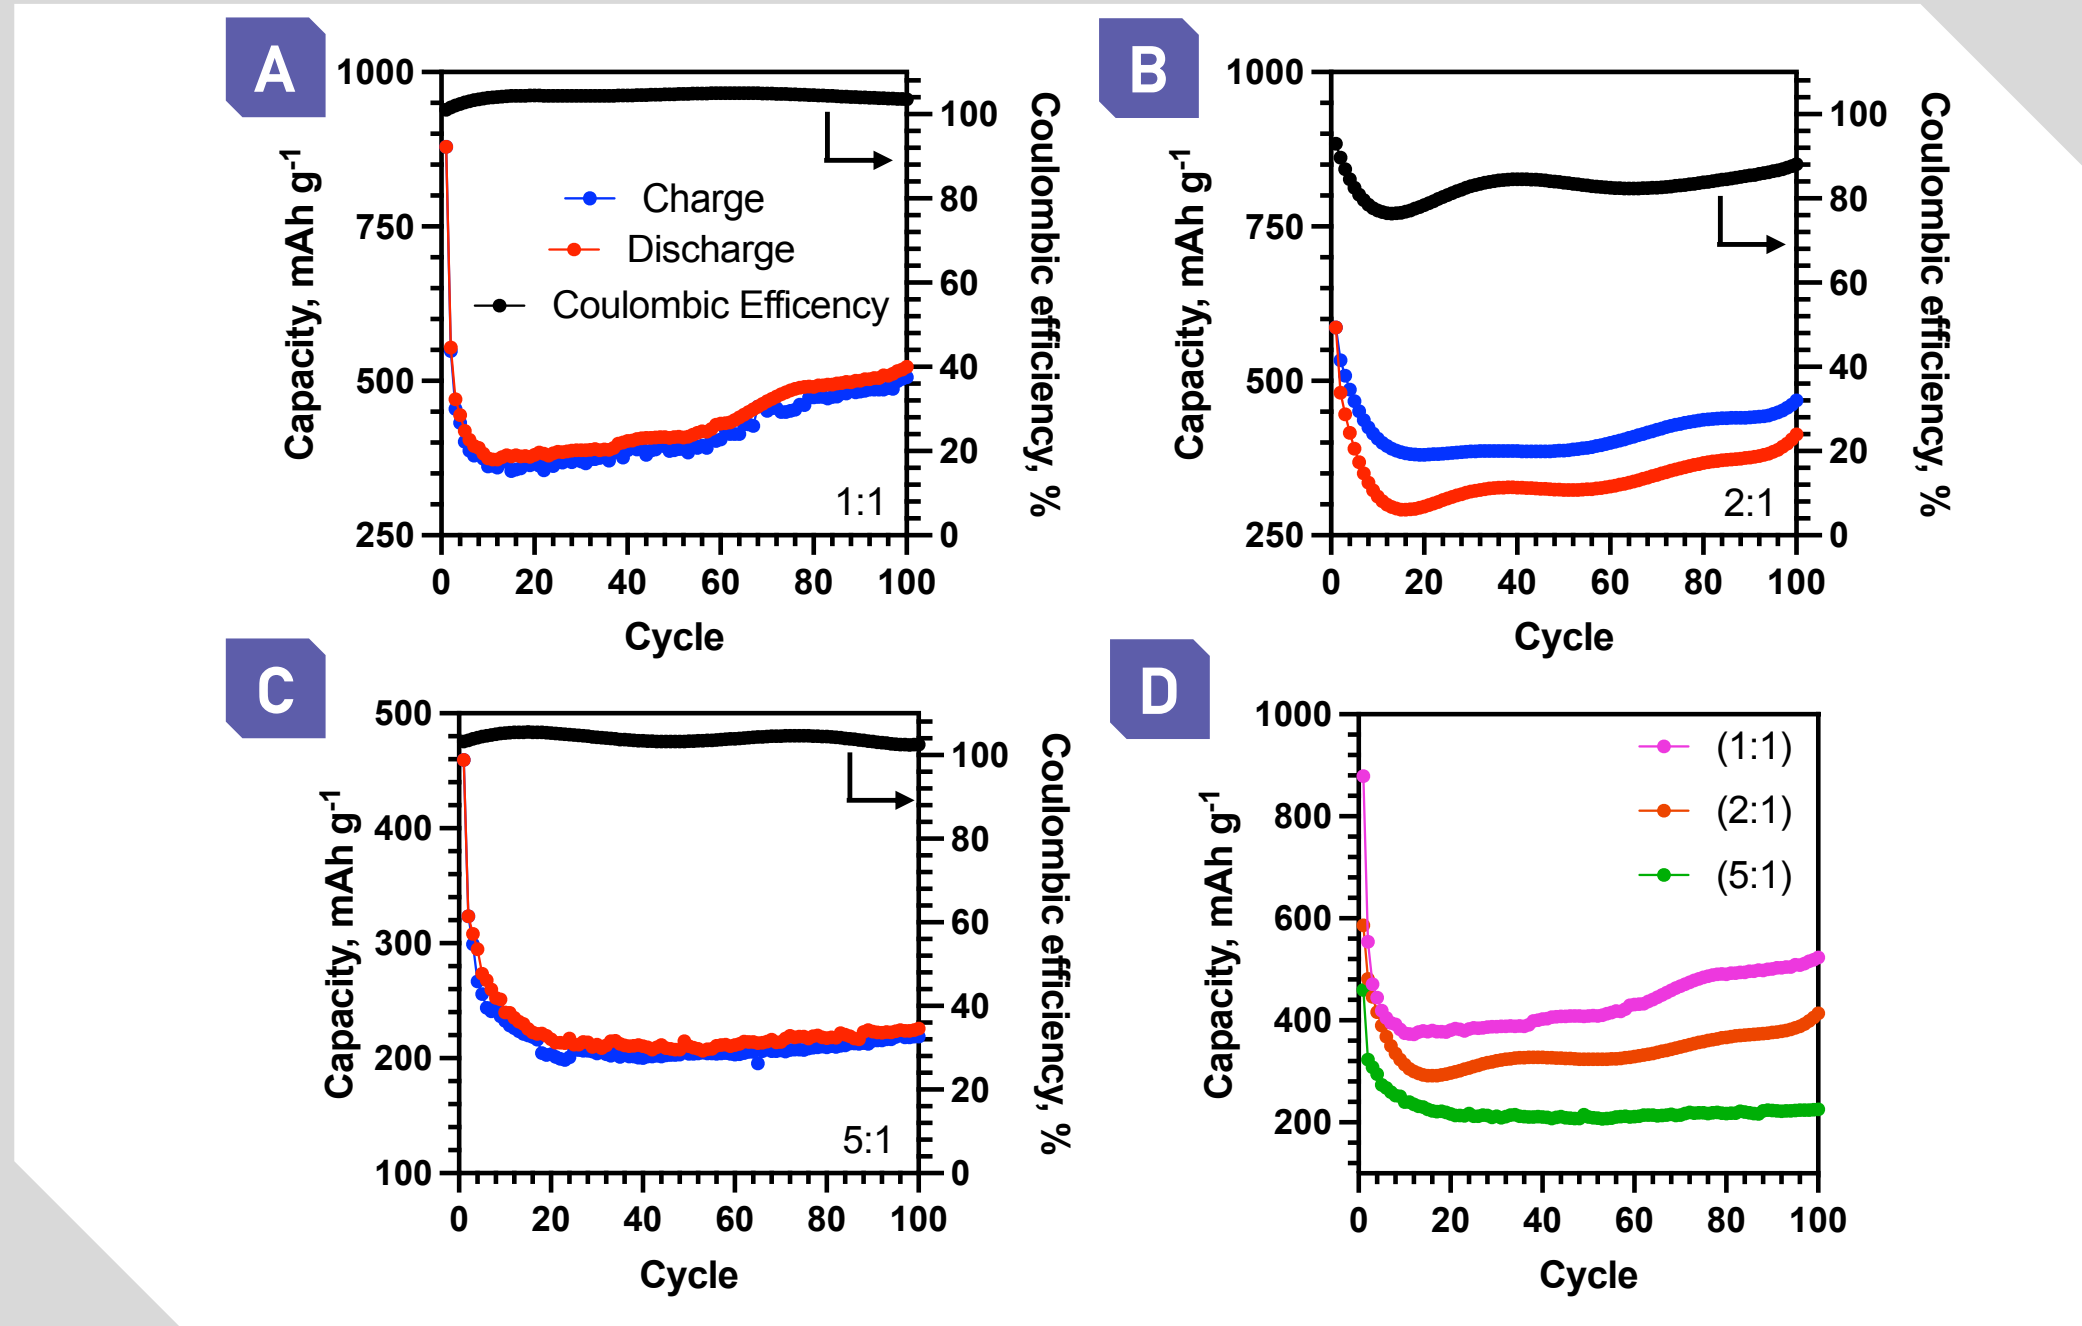 A
1000
750
500
250
Capacity, mAh g-1
100
80
60
40
20
0
Coulombic efficiency, %
Charge
Discharge
Coulombic Efficency
1:1
0 20 40 60 80 100
Cycle
B
1000
750
500
250
Capacity, mAh g-1
100
80
60
40
20
0
Coulombic efficiency, %
2:1
0 20 40 60 80 100
Cycle
C
500
400
300
200
100
Capacity, mAh g-1
100
80
60
40
20
0
Coulombic efficiency, %
5:1
0 20 40 60 80 100
Cycle
D
1000
800
600
400
200
Capacity, mAh g-1
(1:1)
(2:1)
(5:1)
0 20 40 60 80 100
Cycle